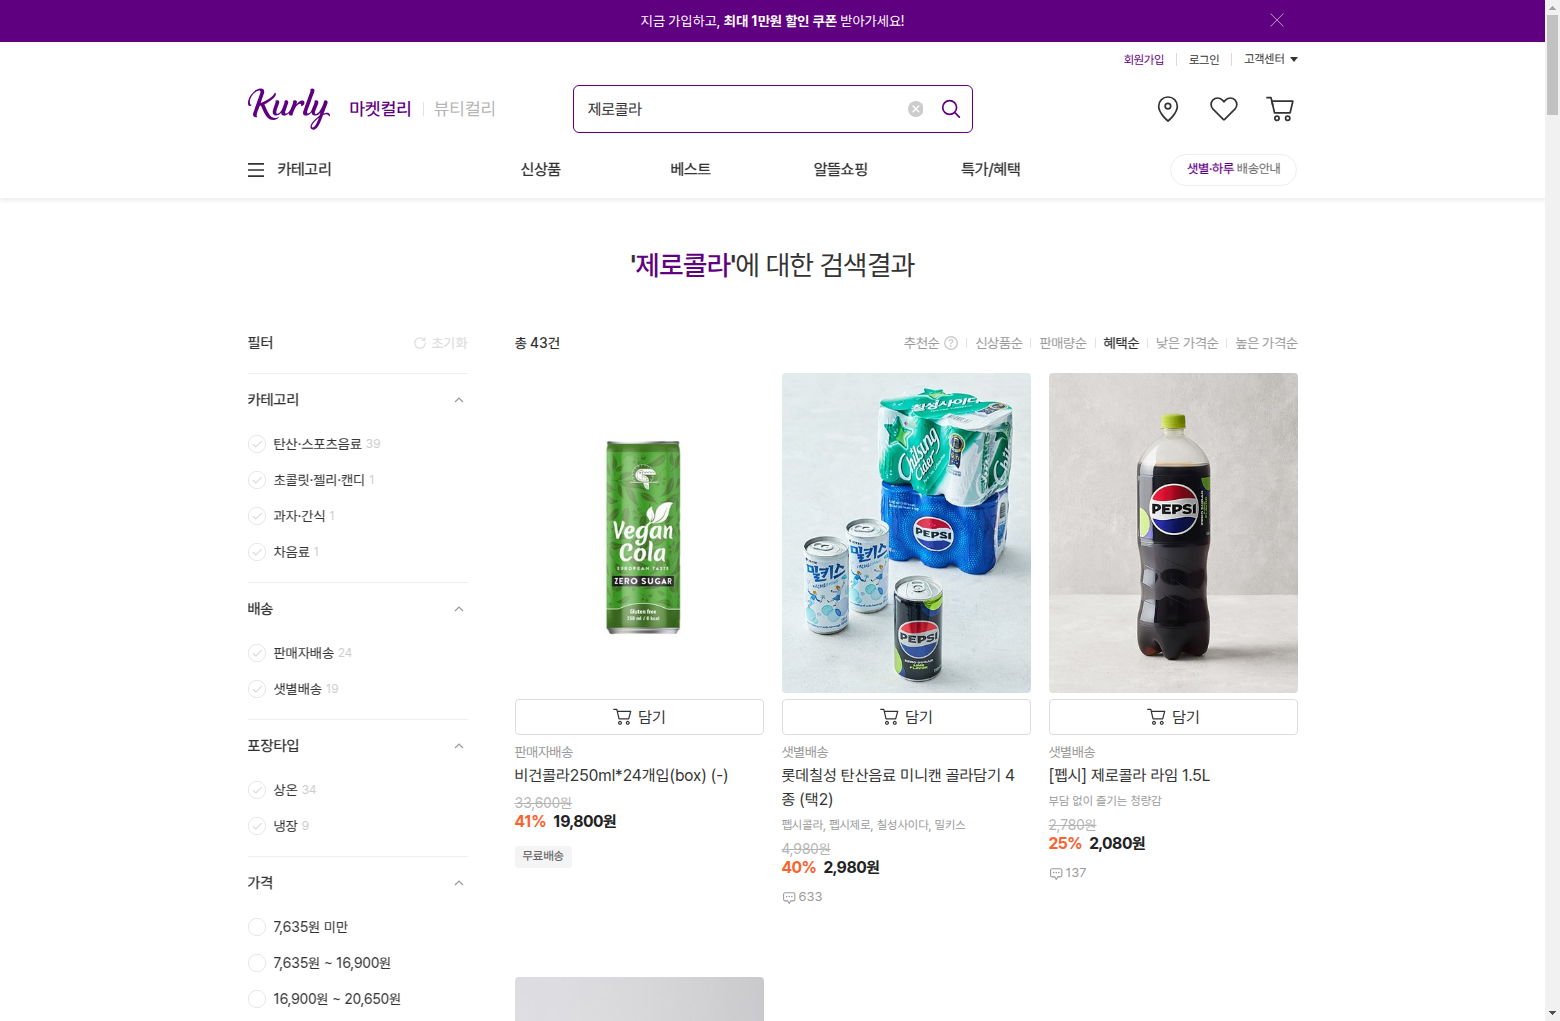 지금 가입하고, 최대 1만원 할인 쿠폰 받아가세요!
회원가입
로그인
고객센터
Kurly
마켓컬리
뷰티컬리
제로콜라
카테고리
신상품
베스트
알뜰쇼핑
특가/혜택
샛별·하루 배송안내
'제로콜라'에 대한 검색결과
필터
초기화
총 43건
추천순
신상품순
판매량순
혜택순
낮은 가격순
높은 가격순
카테고리
탄산·스포츠음료 39
초콜릿·젤리·캔디 1
과자·간식 1
차음료 1
배송
판매자배송 24
샛별배송 19
포장타입
상온 34
냉장 9
가격
7,635원 미만
7,635원 ~ 16,900원
16,900원 ~ 20,650원
Vegan
Cola
EUROPEAN TASTE
ZERO SUGAR
Gluten free
담기
판매자배송
비건콜라250ml*24개입(box) (-)
33,600원
41% 19,800원
무료배송
칠성사이다
Chilsung
Cider
PEPSI
밀키스
밀키스
PEPSI
담기
샛별배송
롯데칠성 탄산음료 미니캔 골라담기 4
종 (택2)
펩시콜라, 펩시제로, 칠성사이다, 밀키스
4,980원
40% 2,980원
633
PEPSI
담기
샛별배송
[펩시] 제로콜라 라임 1.5L
부담 없이 즐기는 청량감
2,780원
25% 2,080원
137